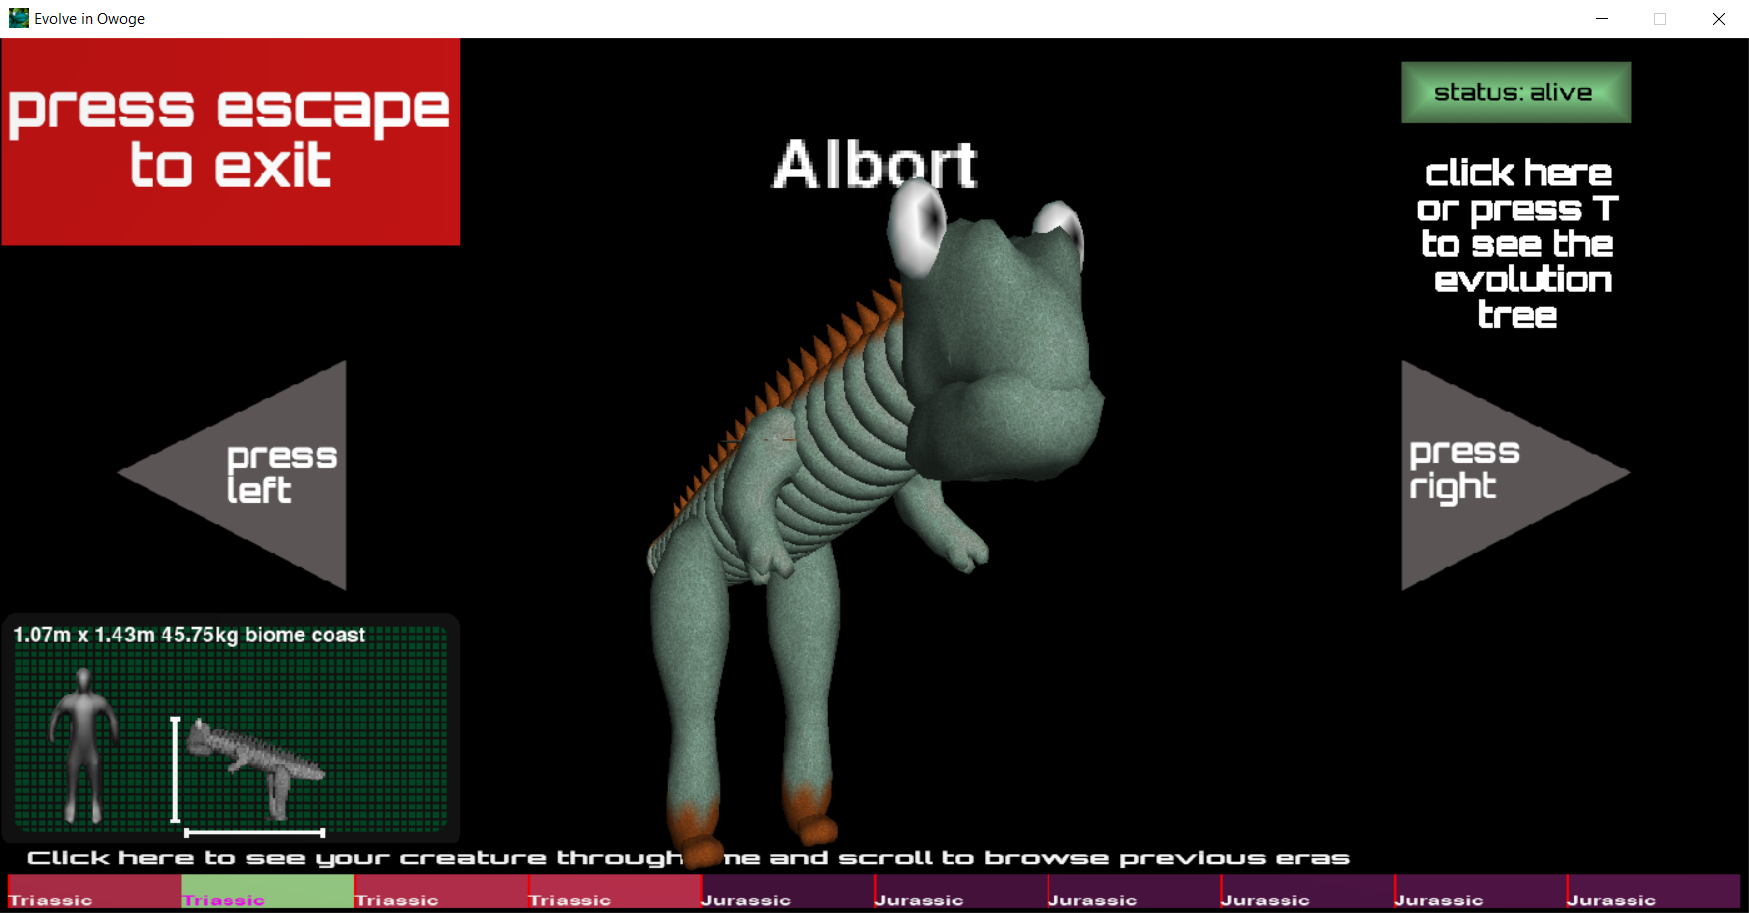 Evolve in Owoge
press escape
to exit
status: alive
Albort
click here
or press T
to see the
evolution
tree
press
left
press
right
1.07m x 1.43m 45.75kg biome coast
Click here to see your creature through me and scroll to browse previous eras
Triassic
Triassic
Triassic
Triassic
Jurassic
Jurassic
Jurassic
Jurassic
Jurassic
Jurassic